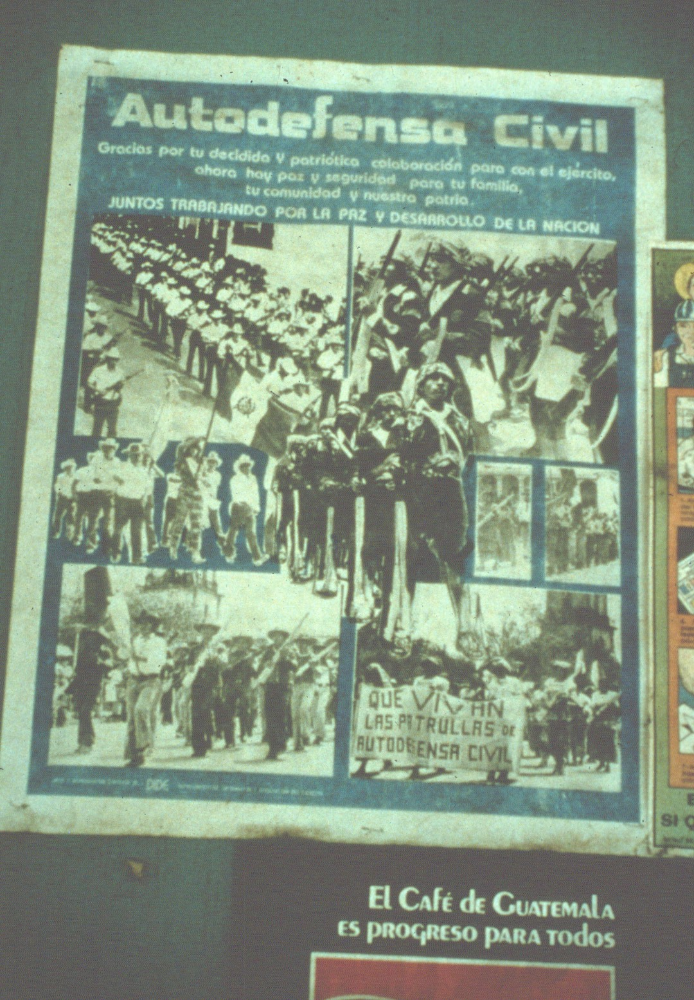 Autodefensa Civil
Gracias por tu decidida y patriótica colaboración para con el ejército,
ahora hay paz y seguridad para tu familia,
tu comunidad y nuestra patria.
JUNTOS TRABAJANDO POR LA PAZ Y DESARROLLO DE LA NACION
QUE VIVAN
LAS PATRULLAS DE
AUTODEFENSA CIVIL
SI
El Café de Guatemala
es progreso para todos